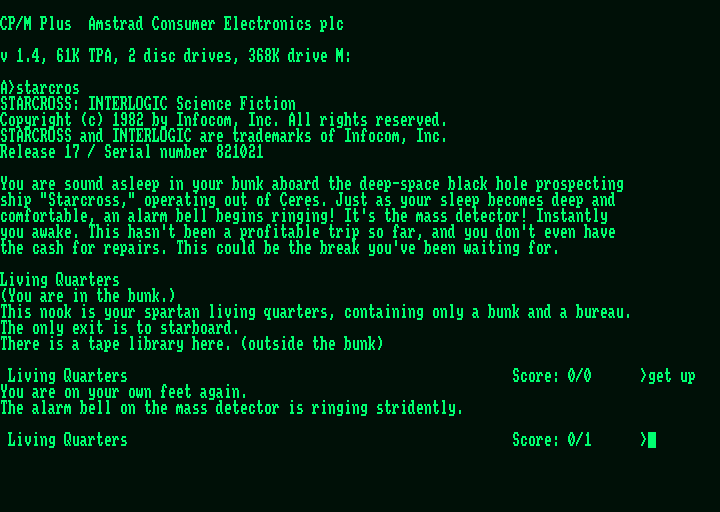 CP/M Plus  Amstrad Consumer Electronics plc
v 1.4, 61K TPA, 2 disc drives, 368K drive M:
A>starcros
STARCROSS: INTERLOGIC Science Fiction
Copyright (c) 1982 by Infocom, Inc. All rights reserved.
STARCROSS and INTERLOGIC are trademarks of Infocom, Inc.
Release 17 / Serial number 821021
You are sound asleep in your bunk aboard the deep-space black hole prospecting
ship "Starcross," operating out of Ceres. Just as your sleep becomes deep and
comfortable, an alarm bell begins ringing! It's the mass detector! Instantly
you awake. This hasn't been a profitable trip so far, and you don't even have
the cash for repairs. This could be the break you've been waiting for.
Living Quarters
(You are in the bunk.)
This nook is your spartan living quarters, containing only a bunk and a bureau.
The only exit is to starboard.
There is a tape library here. (outside the bunk)
Living Quarters                                                Score: 0/0      >get up
You are on your own feet again.
The alarm bell on the mass detector is ringing stridently.
Living Quarters                                                Score: 0/1      >